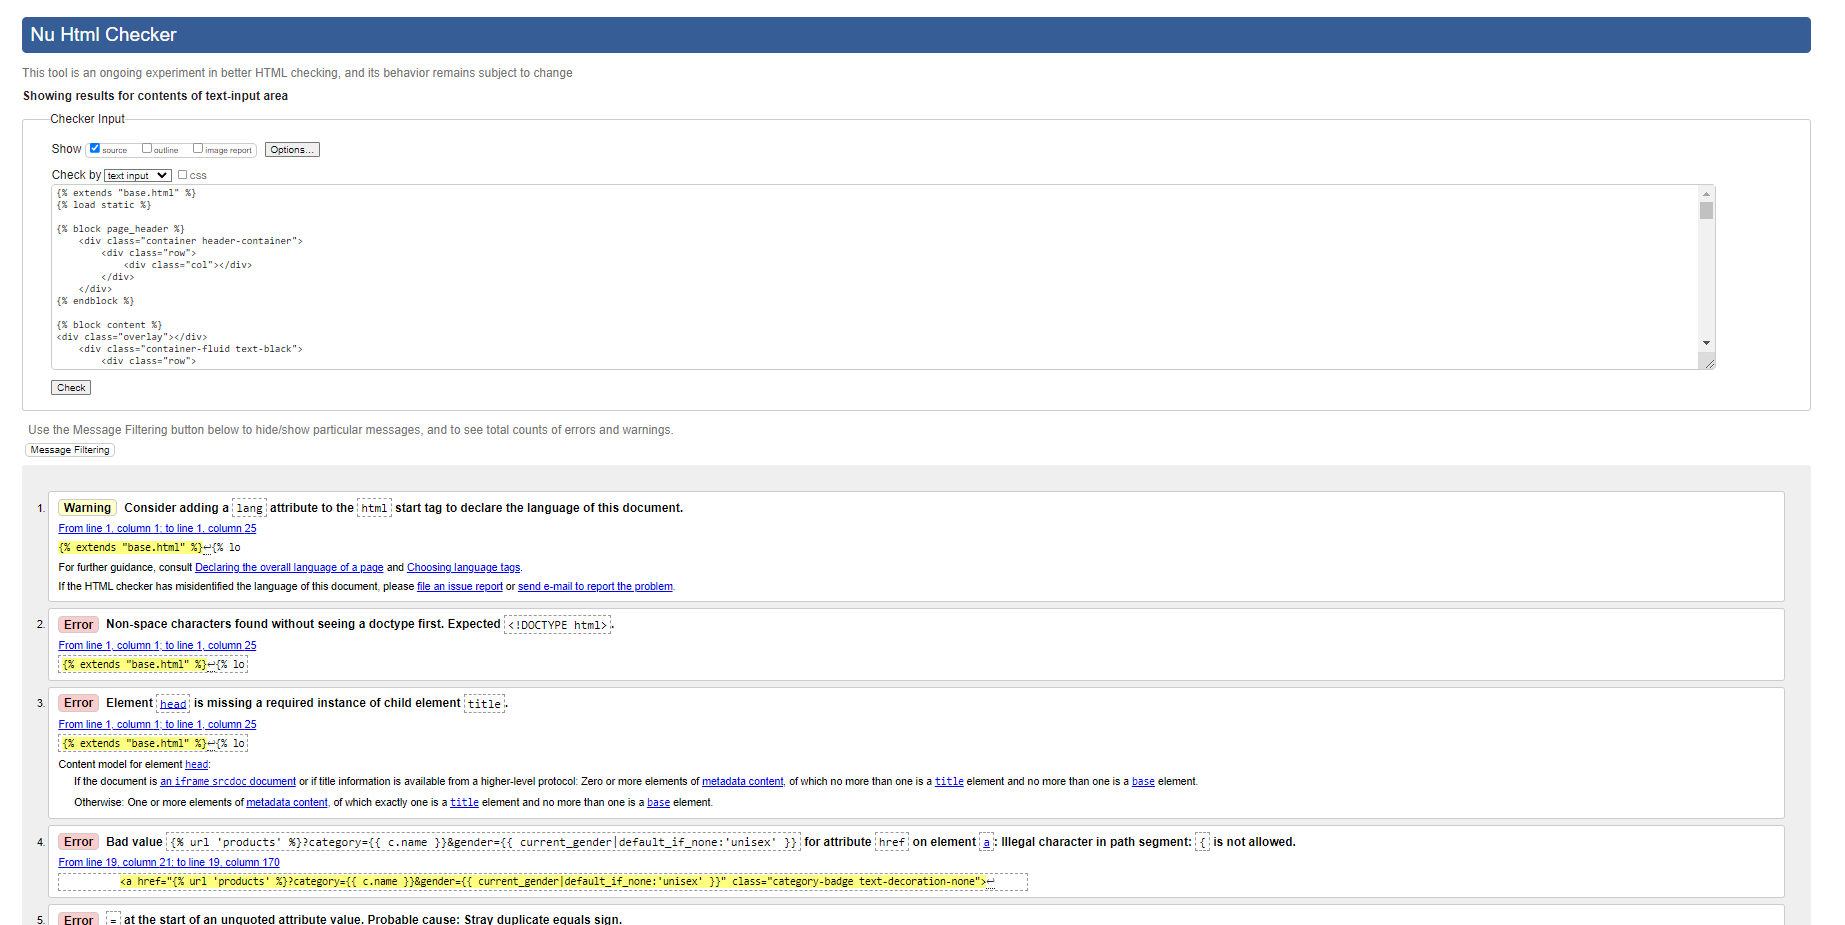 Nu Html Checker
This tool is an ongoing experiment in better HTML checking, and its behavior remains subject to change
Showing results for contents of text-input area
Checker Input
Show source outline image report Options...
Check by text input css
{% extends "base.html" %}
{% load static %}
{% block page_header %}
<div class="container header-container">
<div class="row">
<div class="col"></div>
</div>
</div>
{% endblock %}
{% block content %}
<div class="overlay"></div>
<div class="container-fluid text-black">
<div class="row">
Check
Use the Message Filtering button below to hide/show particular messages, and to see total counts of errors and warnings.
Message Filtering
1. Warning Consider adding a lang attribute to the html start tag to declare the language of this document.
From line 1, column 1; to line 1, column 25
{% extends "base.html" %}↩{% lo
For further guidance, consult Declaring the overall language of a page and Choosing language tags.
If the HTML checker has misidentified the language of this document, please file an issue report or send e-mail to report the problem.
2. Error Non-space characters found without seeing a doctype first. Expected <!DOCTYPE html>.
From line 1, column 1; to line 1, column 25
{% extends "base.html" %}↩{% lo
3. Error Element head is missing a required instance of child element title.
From line 1, column 1; to line 1, column 25
{% extends "base.html" %}↩{% lo
Content model for element head:
If the document is an iframe srcdoc document or if title information is available from a higher-level protocol: Zero or more elements of metadata content, of which no more than one is a title element and no more than one is a base element.
Otherwise: One or more elements of metadata content, of which exactly one is a title element and no more than one is a base element.
4. Error Bad value {% url 'products' %}?category={{ c.name }}&gender={{ current_gender|default_if_none:'unisex' }} for attribute href on element a: Illegal character in path segment: { is not allowed.
From line 19, column 21; to line 19, column 170
<a href="{% url 'products' %}?category={{ c.name }}&gender={{ current_gender|default_if_none:'unisex' }}" class="category-badge text-decoration-none">↩
5. Error = at the start of an unquoted attribute value. Probable cause: Stray duplicate equals sign.